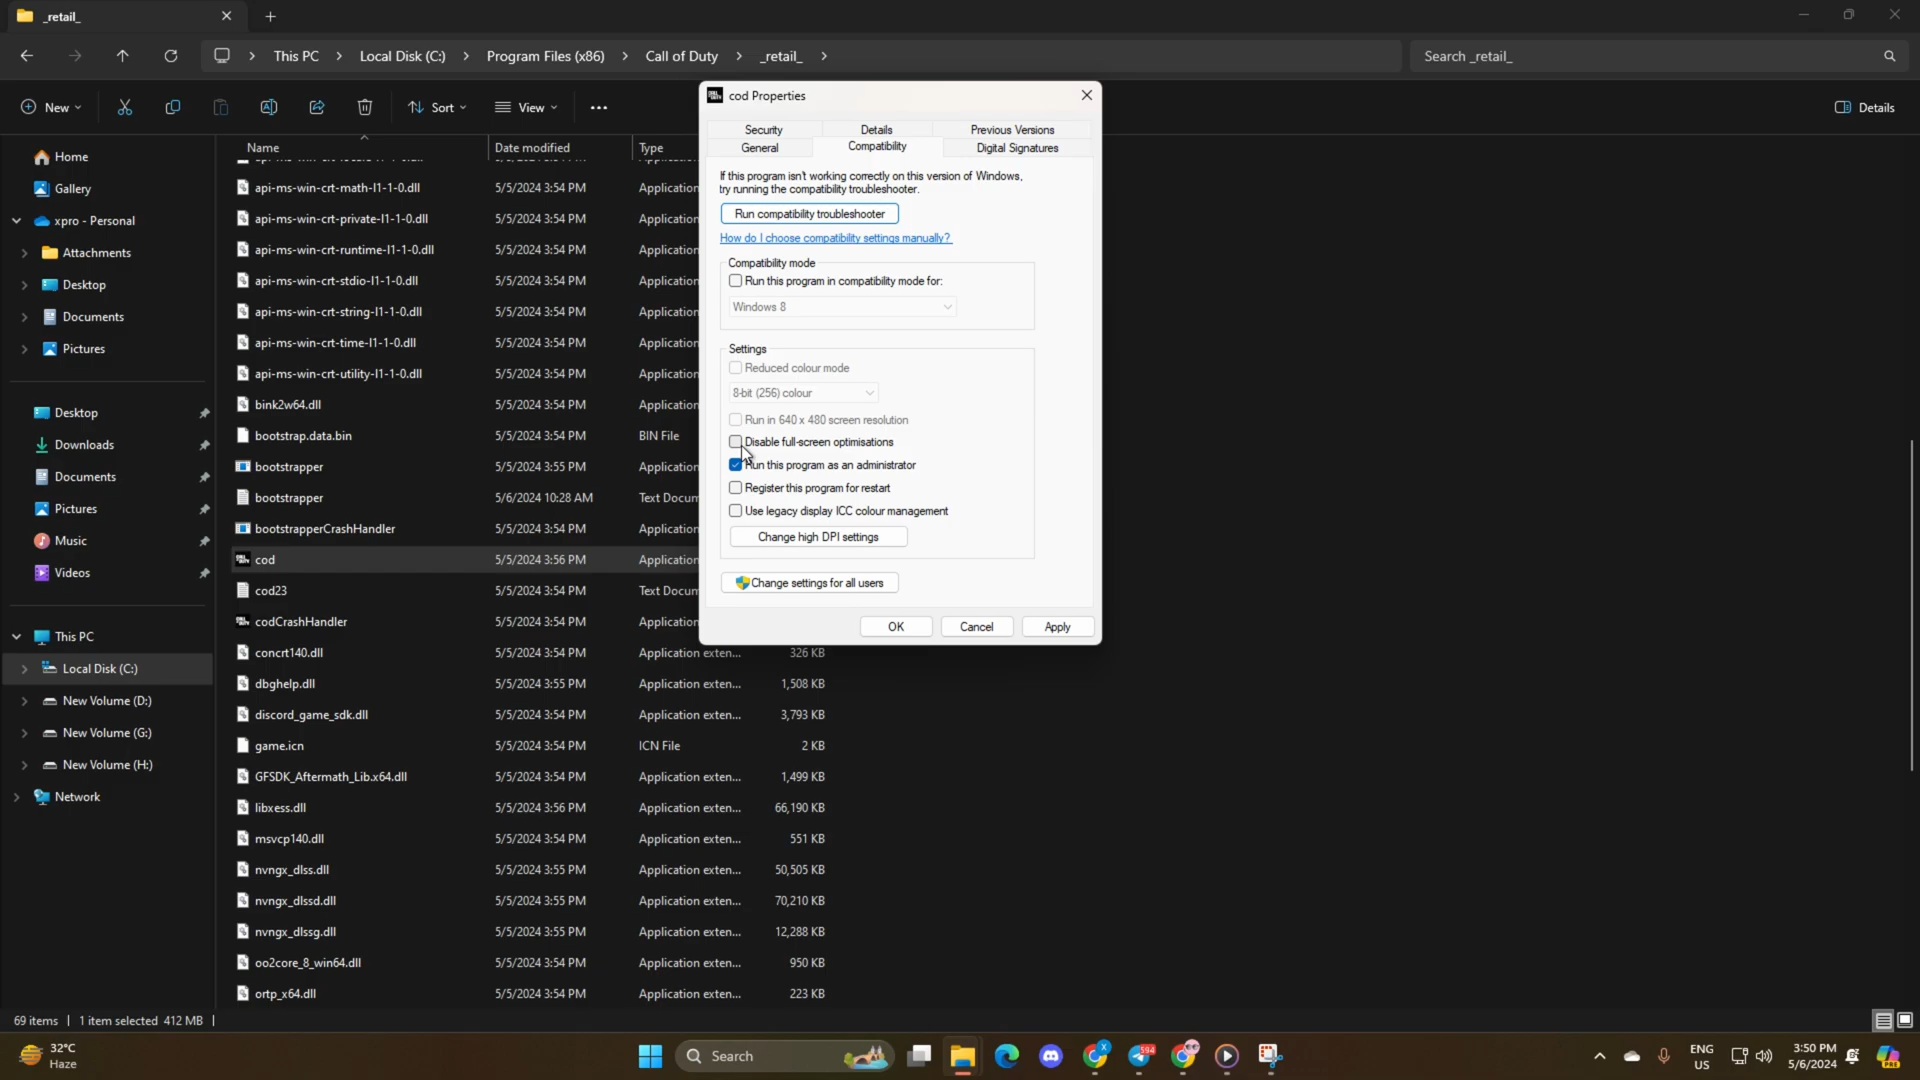 _retail_
This PC
Local Disk (C:)
Program Files (x86)
Call of Duty
_retail_
Search _retail_
New
Sort
View
Details
Home
Gallery
xpro - Personal
Attachments
Desktop
Documents
Pictures
Desktop
Downloads
Documents
Pictures
Music
Videos
This PC
Local Disk (C:)
New Volume (D:)
New Volume (G:)
New Volume (H:)
Network
Name Date modified Type
api-ms-win-crt-math-l1-1-0.dll 5/5/2024 3:54 PM Application
api-ms-win-crt-private-l1-1-0.dll 5/5/2024 3:54 PM Application
api-ms-win-crt-runtime-l1-1-0.dll 5/5/2024 3:54 PM Application
api-ms-win-crt-stdio-l1-1-0.dll 5/5/2024 3:54 PM Application
api-ms-win-crt-string-l1-1-0.dll 5/5/2024 3:54 PM Application
api-ms-win-crt-time-l1-1-0.dll 5/5/2024 3:54 PM Application
api-ms-win-crt-utility-l1-1-0.dll 5/5/2024 3:54 PM Application
bink2w64.dll 5/5/2024 3:54 PM Application
bootstrap.data.bin 5/5/2024 3:54 PM BIN File
bootstrapper 5/5/2024 3:55 PM Application
bootstrapper 5/6/2024 10:28 AM Text Docum
bootstrapperCrashHandler 5/5/2024 3:54 PM Application
cod 5/5/2024 3:56 PM Application
cod23 5/5/2024 3:54 PM Text Docum
codCrashHandler 5/5/2024 3:54 PM Application
concrt140.dll 5/5/2024 3:54 PM Application exten... 326 KB
dbghelp.dll 5/5/2024 3:55 PM Application exten... 1,508 KB
discord_game_sdk.dll 5/5/2024 3:54 PM Application exten... 3,793 KB
game.icn 5/5/2024 3:54 PM ICN File 2 KB
GFSDK_Aftermath_Lib.x64.dll 5/5/2024 3:54 PM Application exten... 1,499 KB
libxess.dll 5/5/2024 3:56 PM Application exten... 66,190 KB
msvcp140.dll 5/5/2024 3:54 PM Application exten... 551 KB
nvngx_dlss.dll 5/5/2024 3:55 PM Application exten... 50,505 KB
nvngx_dlssd.dll 5/5/2024 3:55 PM Application exten... 70,210 KB
nvngx_dlssg.dll 5/5/2024 3:55 PM Application exten... 12,288 KB
oo2core_8_win64.dll 5/5/2024 3:54 PM Application exten... 950 KB
ortp_x64.dll 5/5/2024 3:54 PM Application exten... 223 KB
cod Properties
Security Details Previous Versions
General Compatibility Digital Signatures
If this program isn't working correctly on this version of Windows,
try running the compatibility troubleshooter.
Run compatibility troubleshooter
How do I choose compatibility settings manually?
Compatibility mode
Run this program in compatibility mode for:
Windows 8
Settings
Reduced colour mode
8-bit (256) colour
Run in 640 x 480 screen resolution
Disable full-screen optimisations
Run this program as an administrator
Register this program for restart
Use legacy display ICC colour management
Change high DPI settings
Change settings for all users
OK Cancel Apply
69 items 1 item selected 412 MB
32°C
Haze
Search
594
ENG
US
3:50 PM
5/6/2024